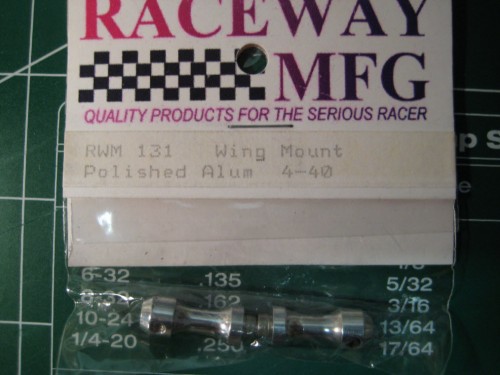 RACEWAY
MFG
QUALITY PRODUCTS FOR THE SERIOUS RACER
RWM 131 Wing Mount
Polished Alum 4-40
6-32 .135 5/32
.162 3/16
10-24 13/64
1/4-20 17/64